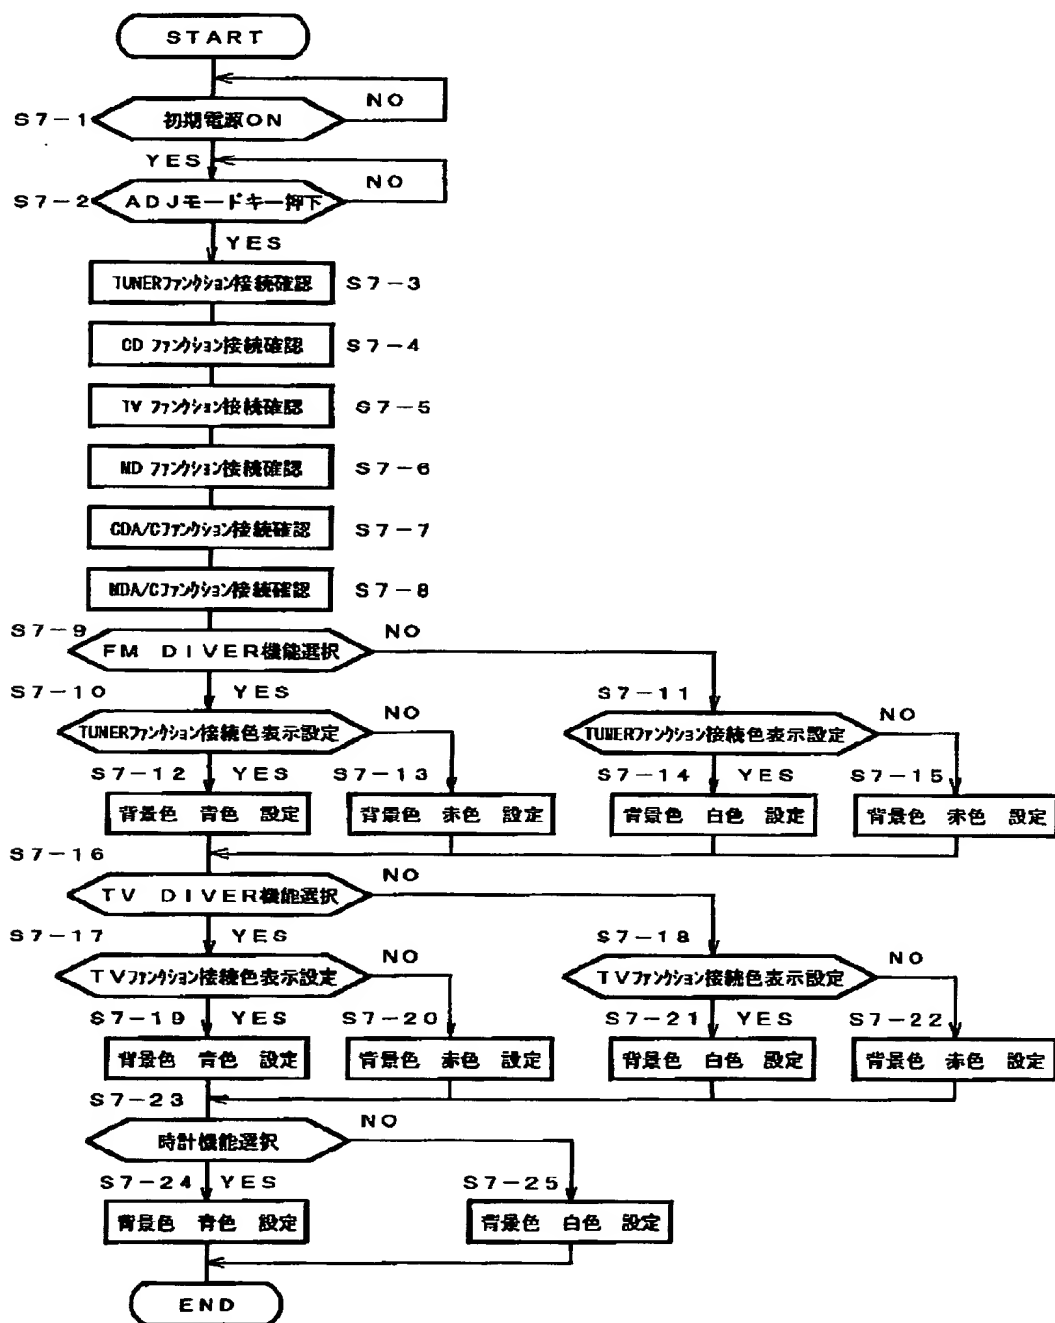 START
NO
S7-1
初期電源ON
YES
NO
S7-2
ADJモードキー押下
YES
TUNERファンクション接続確認 S7-3
CD ファンクション接続確認 S7-4
TV ファンクション接続確認 S7-5
MD ファンクション接続確認 S7-6
CDA/Cファンクション接続確認 S7-7
MDA/Cファンクション接続確認 S7-8
S7-9
NO
FM DIVER機能選択
S7-10 YES
S7-11
NO
NO
TUNERファンクション接続色表示設定
TUNERファンクション接続色表示設定
S7-12 YES S7-13 S7-14 YES S7-15
背景色 青色 設定
背景色 赤色 設定
背景色 白色 設定
背景色 赤色 設定
S7-16
NO
TV DIVER機能選択
S7-17 YES
S7-18
NO
NO
TVファンクション接続色表示設定
TVファンクション接続色表示設定
S7-19 YES S7-20 S7-21 YES S7-22
背景色 青色 設定
背景色 赤色 設定
背景色 白色 設定
背景色 赤色 設定
S7-23
NO
時計機能選択
S7-24 YES
S7-25
背景色 青色 設定
背景色 白色 設定
END